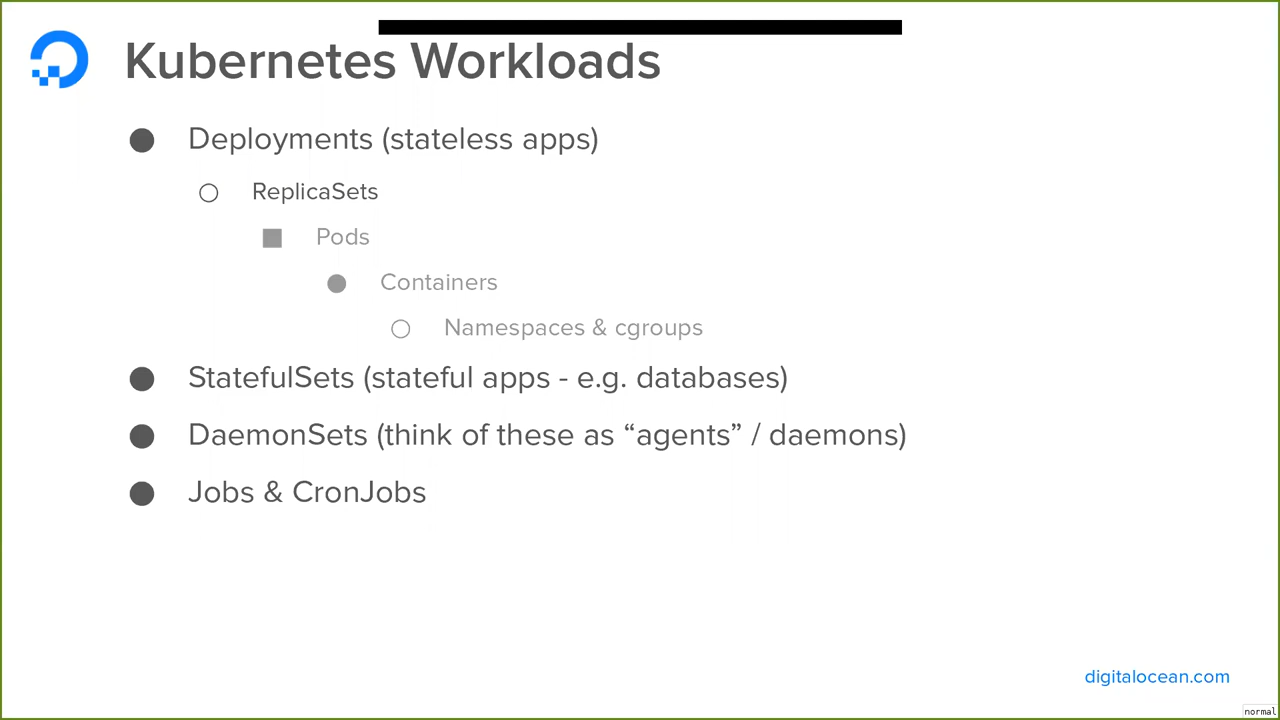 Kubernetes Workloads
Deployments (stateless apps)
ReplicaSets
Pods
Containers
Namespaces & cgroups
StatefulSets (stateful apps - e.g. databases)
DaemonSets (think of these as “agents” / daemons)
Jobs & CronJobs
digitalocean.com
normal